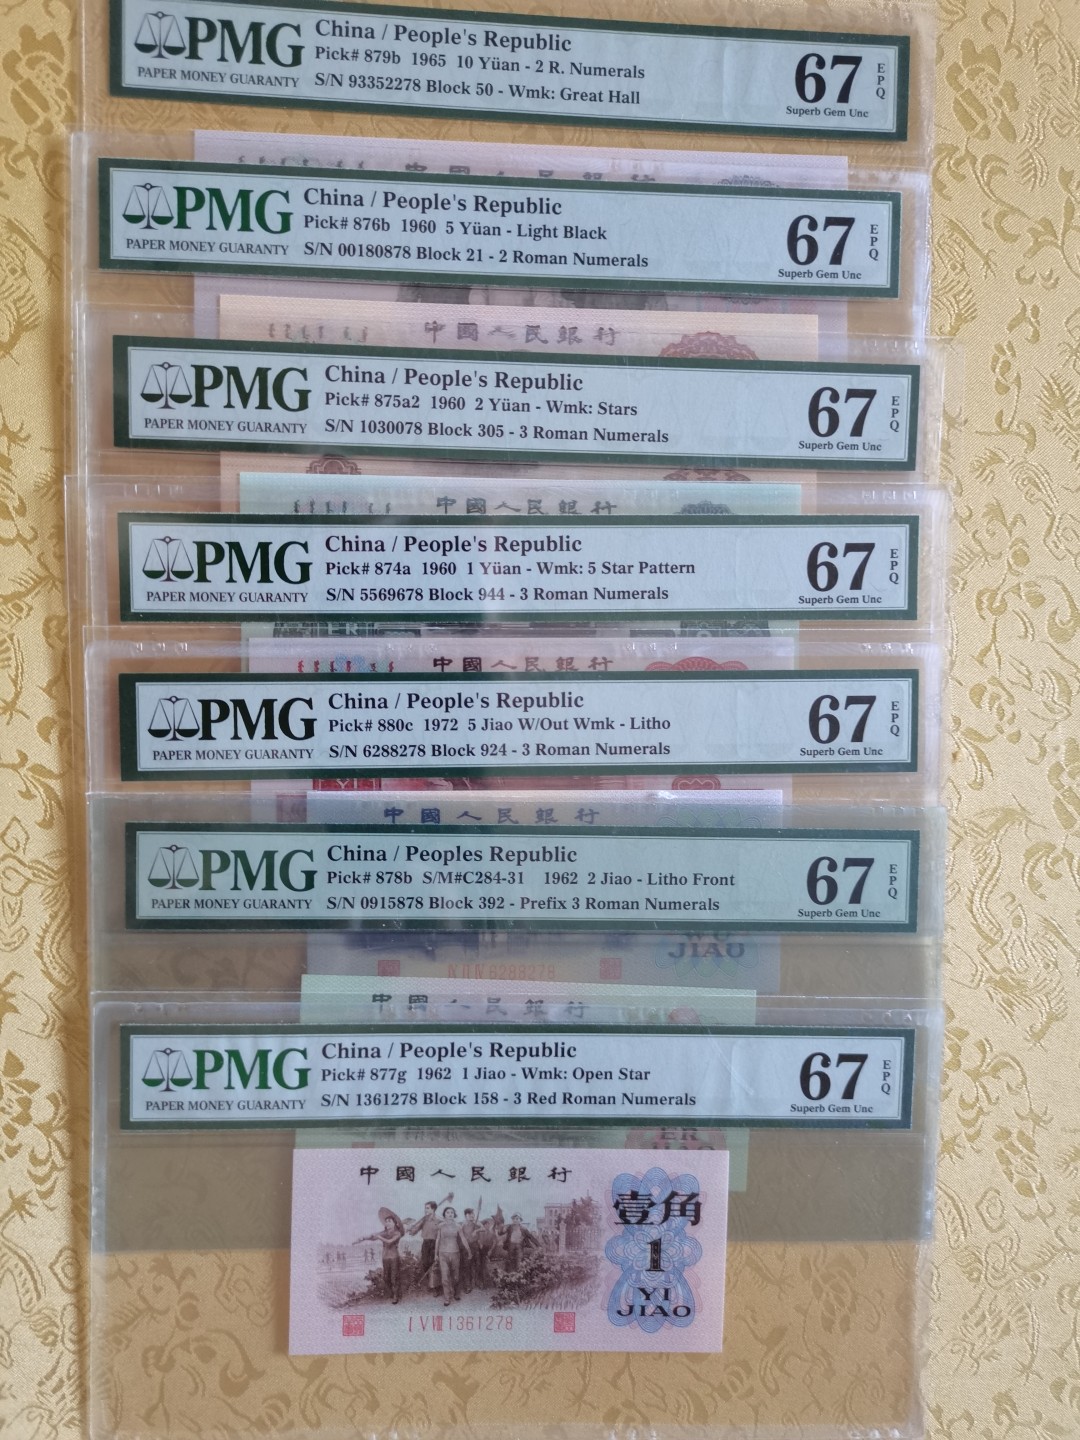 PMG
PAPER MONEY GUARANTY
China / People's Republic
Pick# 879b 1965 10 Yüan - 2 R. Numerals
S/N 93352278 Block 50 - Wmk: Great Hall
67
EPQ
Superb Gem Unc
PMG
PAPER MONEY GUARANTY
China / People's Republic
Pick# 876b 1960 5 Yüan - Light Black
S/N 00180878 Block 21 - 2 Roman Numerals
67
EPQ
Superb Gem Unc
中國人民銀行
PMG
PAPER MONEY GUARANTY
China / People's Republic
Pick# 875a2 1960 2 Yüan - Wmk: Stars
S/N 1030078 Block 305 - 3 Roman Numerals
67
EPQ
Superb Gem Unc
中國人民銀行
PMG
PAPER MONEY GUARANTY
China / People's Republic
Pick# 874a 1960 1 Yüan - Wmk: 5 Star Pattern
S/N 5569678 Block 944 - 3 Roman Numerals
67
EPQ
Superb Gem Unc
中國人民銀行
PMG
PAPER MONEY GUARANTY
China / People's Republic
Pick# 880c 1972 5 Jiao W/Out Wmk - Litho
S/N 6288278 Block 924 - 3 Roman Numerals
67
EPQ
Superb Gem Unc
中國人民銀行
PMG
PAPER MONEY GUARANTY
China / Peoples Republic
Pick# 878b S/M#C284-31 1962 2 Jiao - Litho Front
S/N 0915878 Block 392 - Prefix 3 Roman Numerals
67
EPQ
Superb Gem Unc
WU
JIAO
6288278
中國人民銀行
PMG
PAPER MONEY GUARANTY
China / People's Republic
Pick# 877g 1962 1 Jiao - Wmk: Open Star
S/N 1361278 Block 158 - 3 Red Roman Numerals
67
EPQ
Superb Gem Unc
ER
JIAO
中國人民銀行
壹角
1
YI
JIAO
I V VIII 1361278